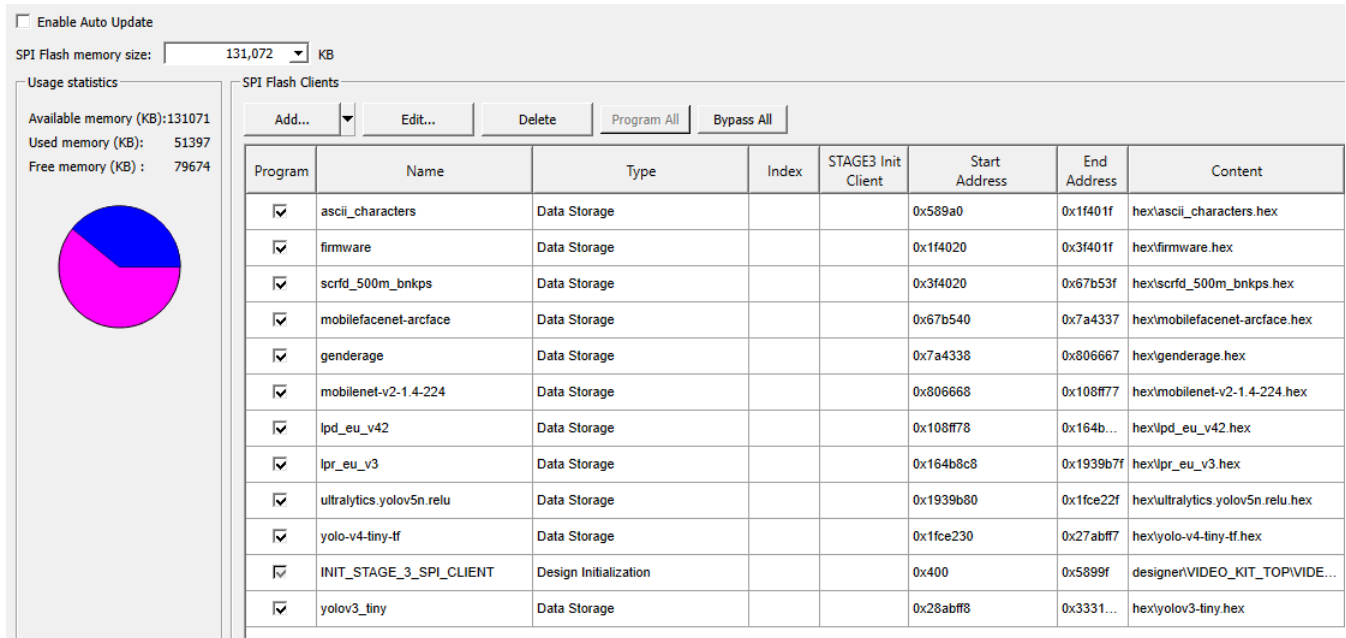 Enable Auto Update
SPI Flash memory size: 131,072 KB
Usage statistics
Available memory (KB):131071
Used memory (KB): 51397
Free memory (KB) : 79674
SPI Flash Clients
Add... Edit... Delete Program All Bypass All
Program Name Type Index STAGE3 Init Client Start Address End Address Content
ascii_characters Data Storage 0x589a0 0x1f401f hex\ascii_characters.hex
firmware Data Storage 0x1f4020 0x3f401f hex\firmware.hex
scrfd_500m_bnkps Data Storage 0x3f4020 0x67b53f hex\scrfd_500m_bnkps.hex
mobilefacenet-arcface Data Storage 0x67b540 0x7a4337 hex\mobilefacenet-arcface.hex
genderage Data Storage 0x7a4338 0x806667 hex\genderage.hex
mobilenet-v2-1.4-224 Data Storage 0x806668 0x108ff77 hex\mobilenet-v2-1.4-224.hex
lpd_eu_v42 Data Storage 0x108ff78 0x164b... hex\lpd_eu_v42.hex
lpr_eu_v3 Data Storage 0x164b8c8 0x1939b7f hex\lpr_eu_v3.hex
ultralytics.yolov5n.relu Data Storage 0x1939b80 0x1fce22f hex\ultralytics.yolov5n.relu.hex
yolo-v4-tiny-tf Data Storage 0x1fce230 0x27abff7 hex\yolo-v4-tiny-tf.hex
INIT_STAGE_3_SPI_CLIENT Design Initialization 0x400 0x5899f designer\VIDEO_KIT_TOP\VIDE...
yolov3_tiny Data Storage 0x28abff8 0x3331... hex\yolov3-tiny.hex